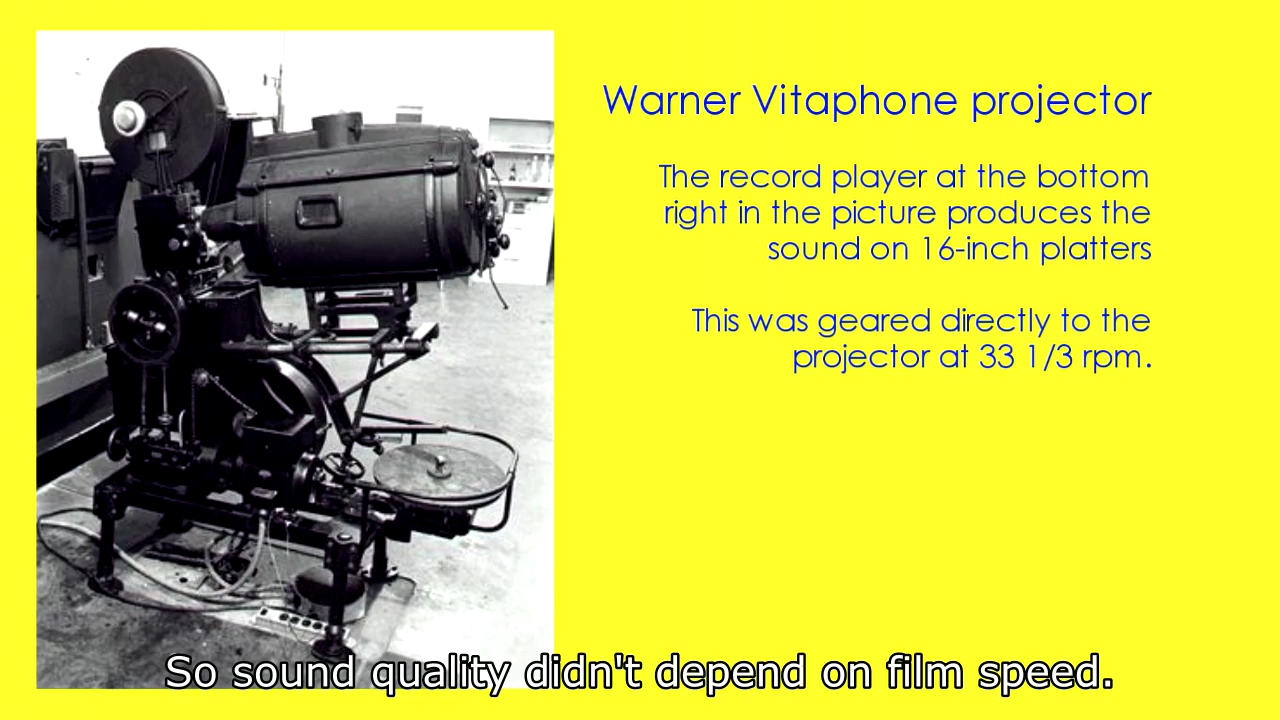 Warner Vitaphone projector
The record player at the bottom
right in the picture produces the
sound on 16-inch platters
This was geared directly to the
projector at 33 1/3 rpm.
So sound quality didn't depend on film speed.